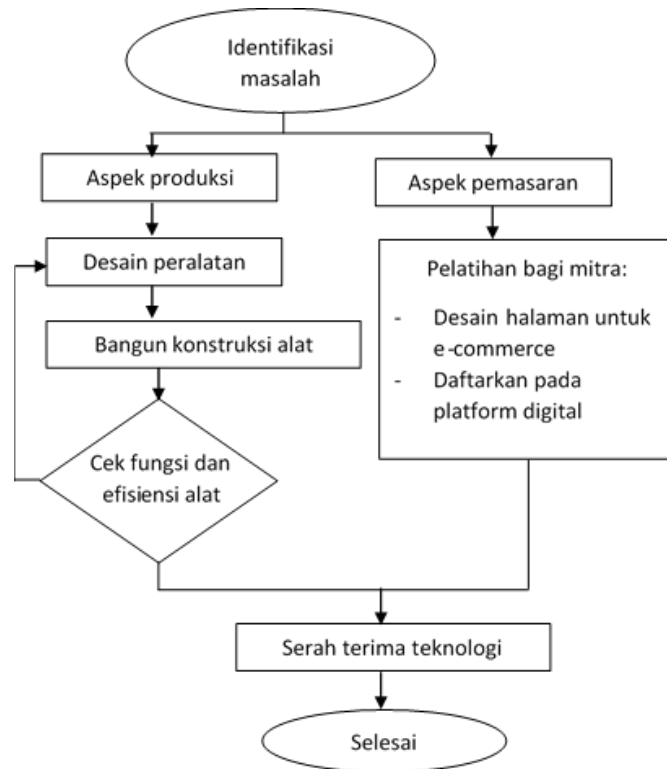 Identifikasi
masalah
Aspek produksi
Aspek pemasaran
Desain peralatan
Bangun konstruksi alat
Cek fungsi dan
efisiensi alat
Pelatihan bagi mitra:
- Desain halaman untuk
e-commerce
- Daftarkan pada
platform digital
Serah terima teknologi
Selesai